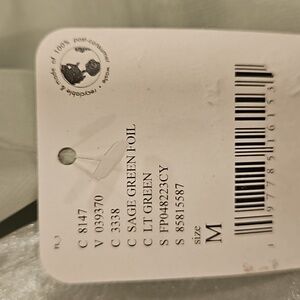 recyclable & made of 100% post-consumer waste
C 8147
V 039370
C 3338
C SAGE GREEN FOIL
C LT GREEN
S FP048223CY
S 85815587
size
M